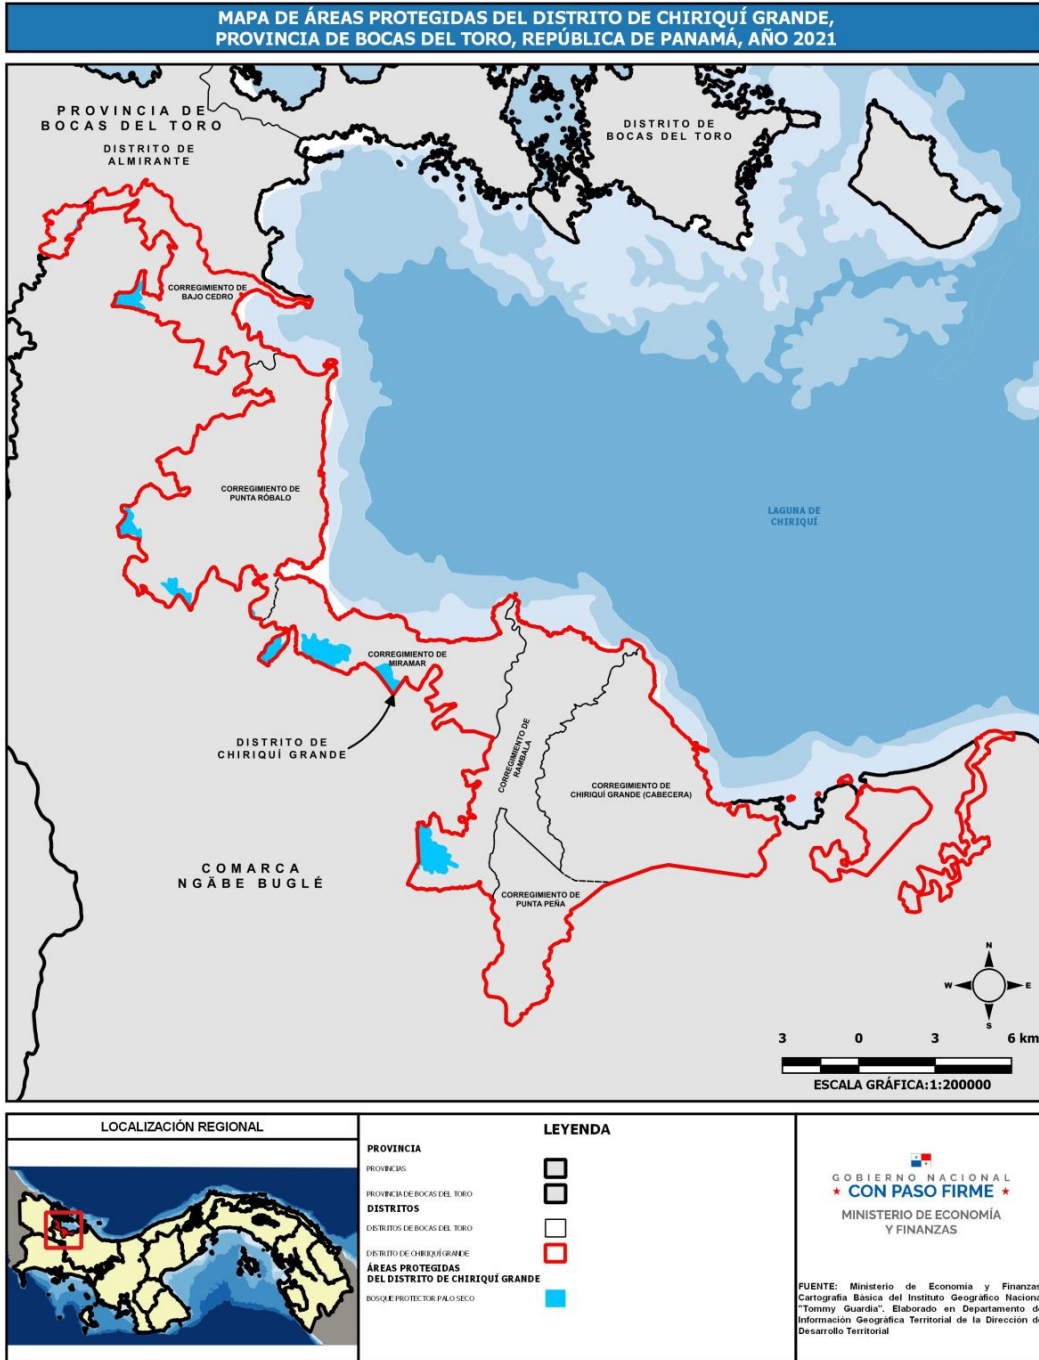 MAPA DE ÁREAS PROTEGIDAS DEL DISTRITO DE CHIRIQUÍ GRANDE,
PROVINCIA DE BOCAS DEL TORO, REPÚBLICA DE PANAMÁ, AÑO 2021
PROVINCIA DE
BOCAS DEL TORO
DISTRITO DE
ALMIRANTE
DISTRITO DE
BOCAS DEL TORO
CORREGIMIENTO DE
BAJO CEDRO
CORREGIMIENTO DE
PUNTA RÓBALO
LAGUNA DE
CHIRIQUÍ
CORREGIMIENTO DE
MIRAMAR
DISTRITO DE
CHIRIQUÍ GRANDE
CORREGIMIENTO DE
RAMBALA
CORREGIMIENTO DE
CHIRIQUÍ GRANDE (CABECERA)
COMARCA
NGÄBE BUGLÉ
CORREGIMIENTO DE
PUNTA PEÑA
N
W E
S
3 0 3 6 km
ESCALA GRÁFICA:1:200000
LOCALIZACIÓN REGIONAL
LEYENDA
PROVINCIA
PROVINCIAS
PROVINCIA DE BOCAS DEL TORO
DISTRITOS
DISTRITOS DE BOCAS DEL TORO
DISTRITO DE CHIRIQUÍ GRANDE
ÁREAS PROTEGIDAS
DEL DISTRITO DE CHIRIQUÍ GRANDE
BOSQUE PROTECTOR PALO SECO
GOBIERNO NACIONAL
★ CON PASO FIRME ★
MINISTERIO DE ECONOMÍA
Y FINANZAS
FUENTE: Ministerio de Economía y Finanzas
Cartografía Básica del Instituto Geográfico Naciona
"Tommy Guardia". Elaborado en Departamento de
Información Geográfica Territorial de la Dirección de
Desarrollo Territorial